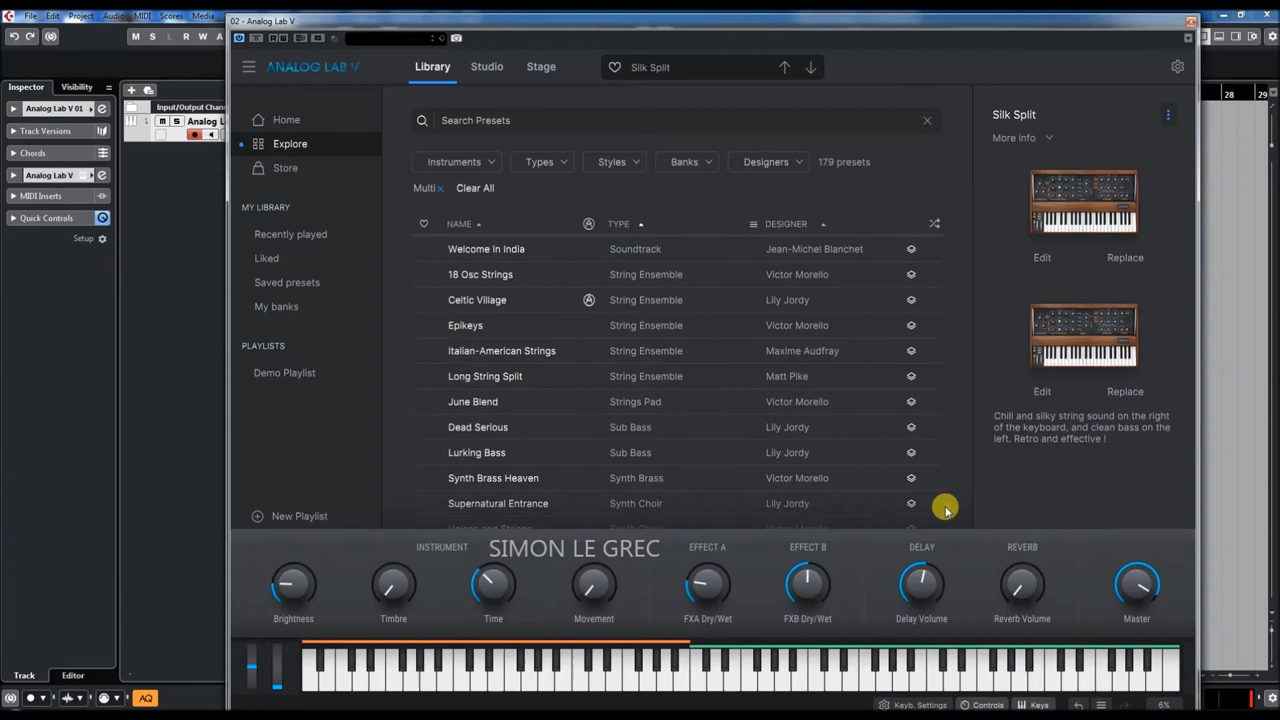 02 - Analog Lab V
File Edit Project Audio MIDI Scores Media
M S L R W A
28 29
Inspector Visibility
Analog Lab V 01
Track Versions
Chords
Analog Lab V
MIDI Inserts
Quick Controls
Setup
Input/Output Chann
1 m S Analog L
ANALOG LAB V
Library Studio Stage
Silk Split
Home
Explore
Store
MY LIBRARY
Recently played
Liked
Saved presets
My banks
PLAYLISTS
Demo Playlist
New Playlist
Search Presets
Instruments Types Styles Banks Designers 179 presets
Multi× Clear All
NAME TYPE DESIGNER
Welcome In India Soundtrack Jean-Michel Blanchet
18 Osc Strings String Ensemble Victor Morello
Celtic Village String Ensemble Lily Jordy
Epikeys String Ensemble Victor Morello
Italian-American Strings String Ensemble Maxime Audfray
Long String Split String Ensemble Matt Pike
June Blend Strings Pad Victor Morello
Dead Serious Sub Bass Lily Jordy
Lurking Bass Sub Bass Lily Jordy
Synth Brass Heaven Synth Brass Victor Morello
Supernatural Entrance Synth Choir Lily Jordy
Silk Split
More info
Edit Replace
Edit Replace
Chill and silky string sound on the right
of the keyboard, and clean bass on the
left. Retro and effective !
INSTRUMENT SIMON LE GREC EFFECT A EFFECT B DELAY REVERB
Brightness Timbre Time Movement FXA Dry/Wet FXB Dry/Wet Delay Volume Reverb Volume Master
Track Editor
AQ
Keyb. Settings Controls Keys 6%